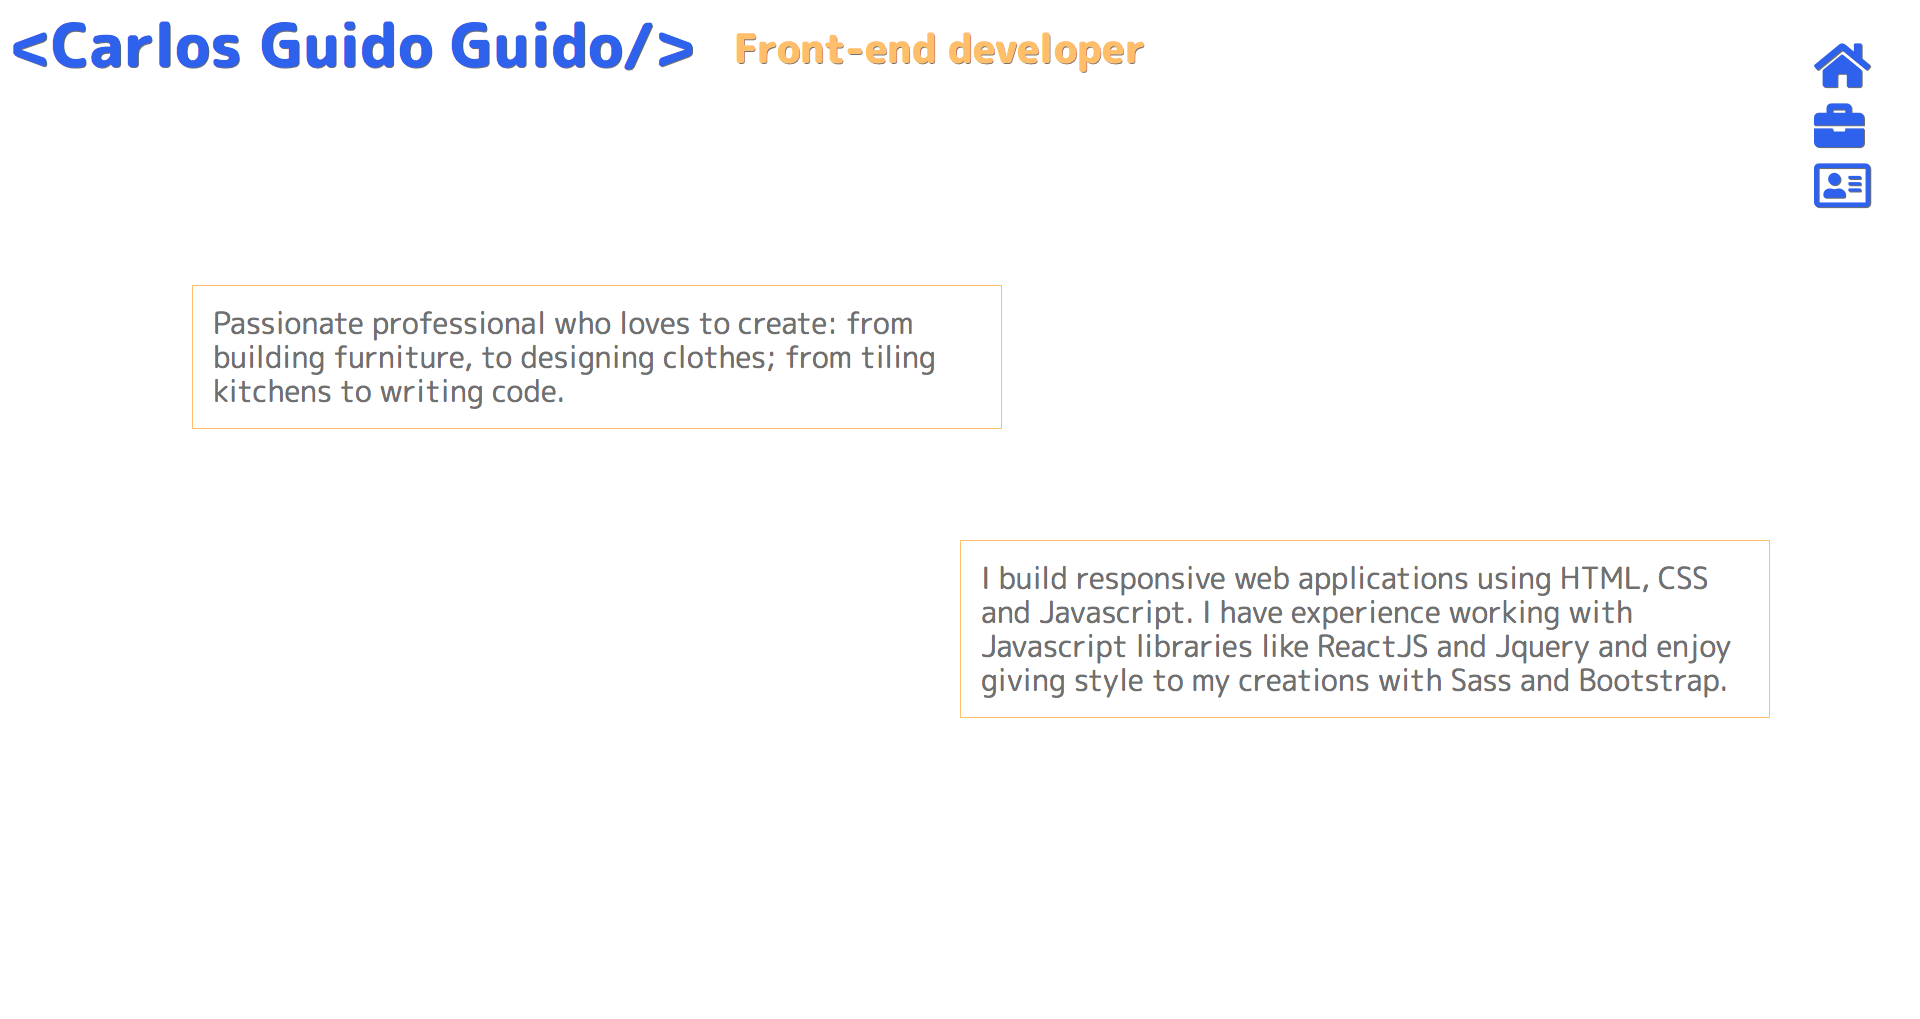 <Carlos Guido Guido/>
Front-end developer
Passionate professional who loves to create: from
building furniture, to designing clothes; from tiling
kitchens to writing code.
I build responsive web applications using HTML, CSS
and Javascript. I have experience working with
Javascript libraries like ReactJS and Jquery and enjoy
giving style to my creations with Sass and Bootstrap.